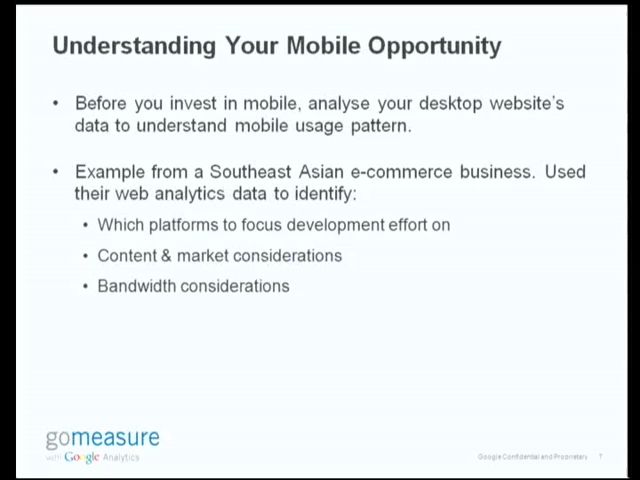 Understanding Your Mobile Opportunity
• Before you invest in mobile, analyse your desktop website's
data to understand mobile usage pattern.
• Example from a Southeast Asian e-commerce business. Used
their web analytics data to identify:
• Which platforms to focus development effort on
• Content & market considerations
• Bandwidth considerations
gomeasure
with Google Analytics
Google Confidential and Proprietary 7